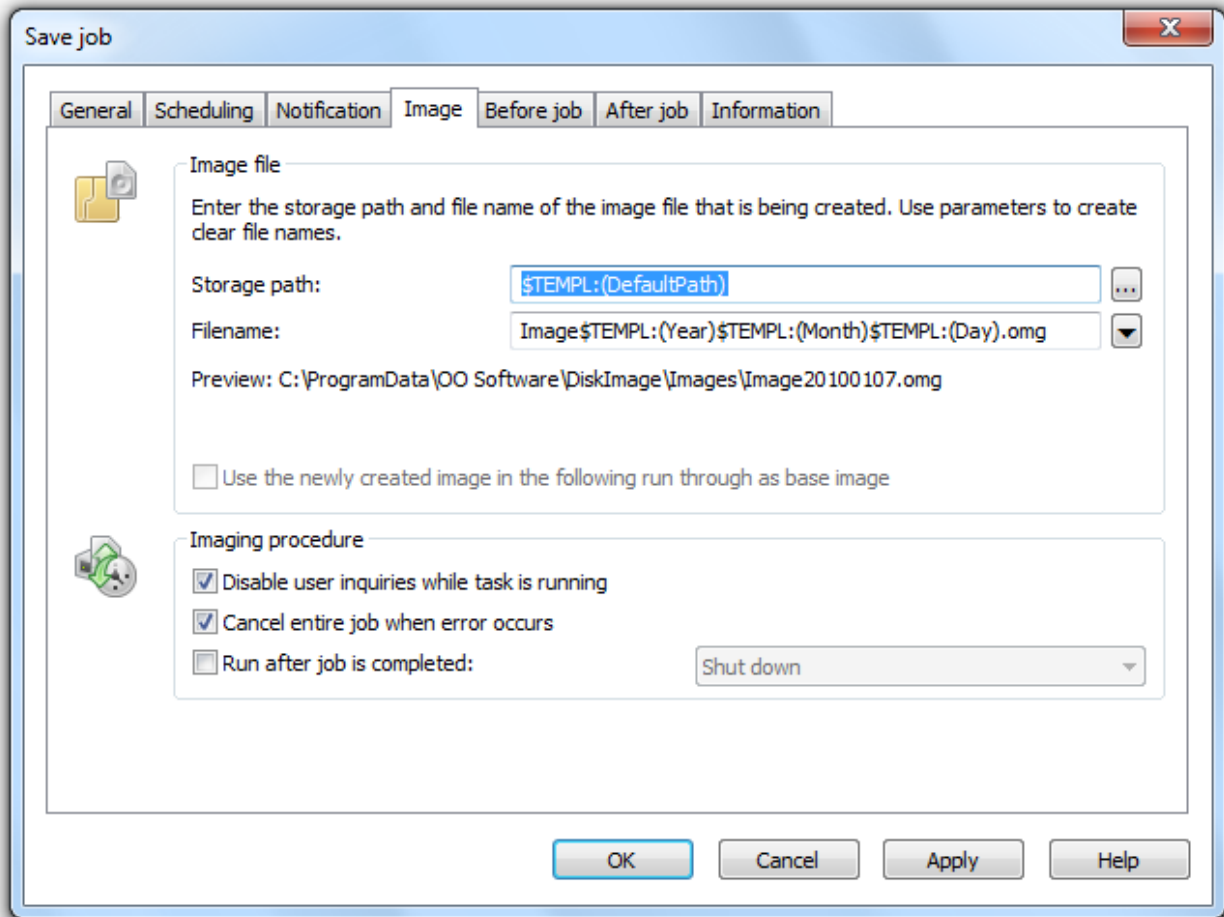 Save job
General Scheduling Notification Image Before job After job Information
Image file
Enter the storage path and file name of the image file that is being created. Use parameters to create
clear file names.
Storage path: $TEMPL:(DefaultPath) ...
Filename: Image$TEMPL:(Year)$TEMPL:(Month)$TEMPL:(Day).omg
Preview: C:\ProgramData\OO Software\DiskImage\Images\Image20100107.omg
Use the newly created image in the following run through as base image
Imaging procedure
Disable user inquiries while task is running
Cancel entire job when error occurs
Run after job is completed: Shut down
OK Cancel Apply Help